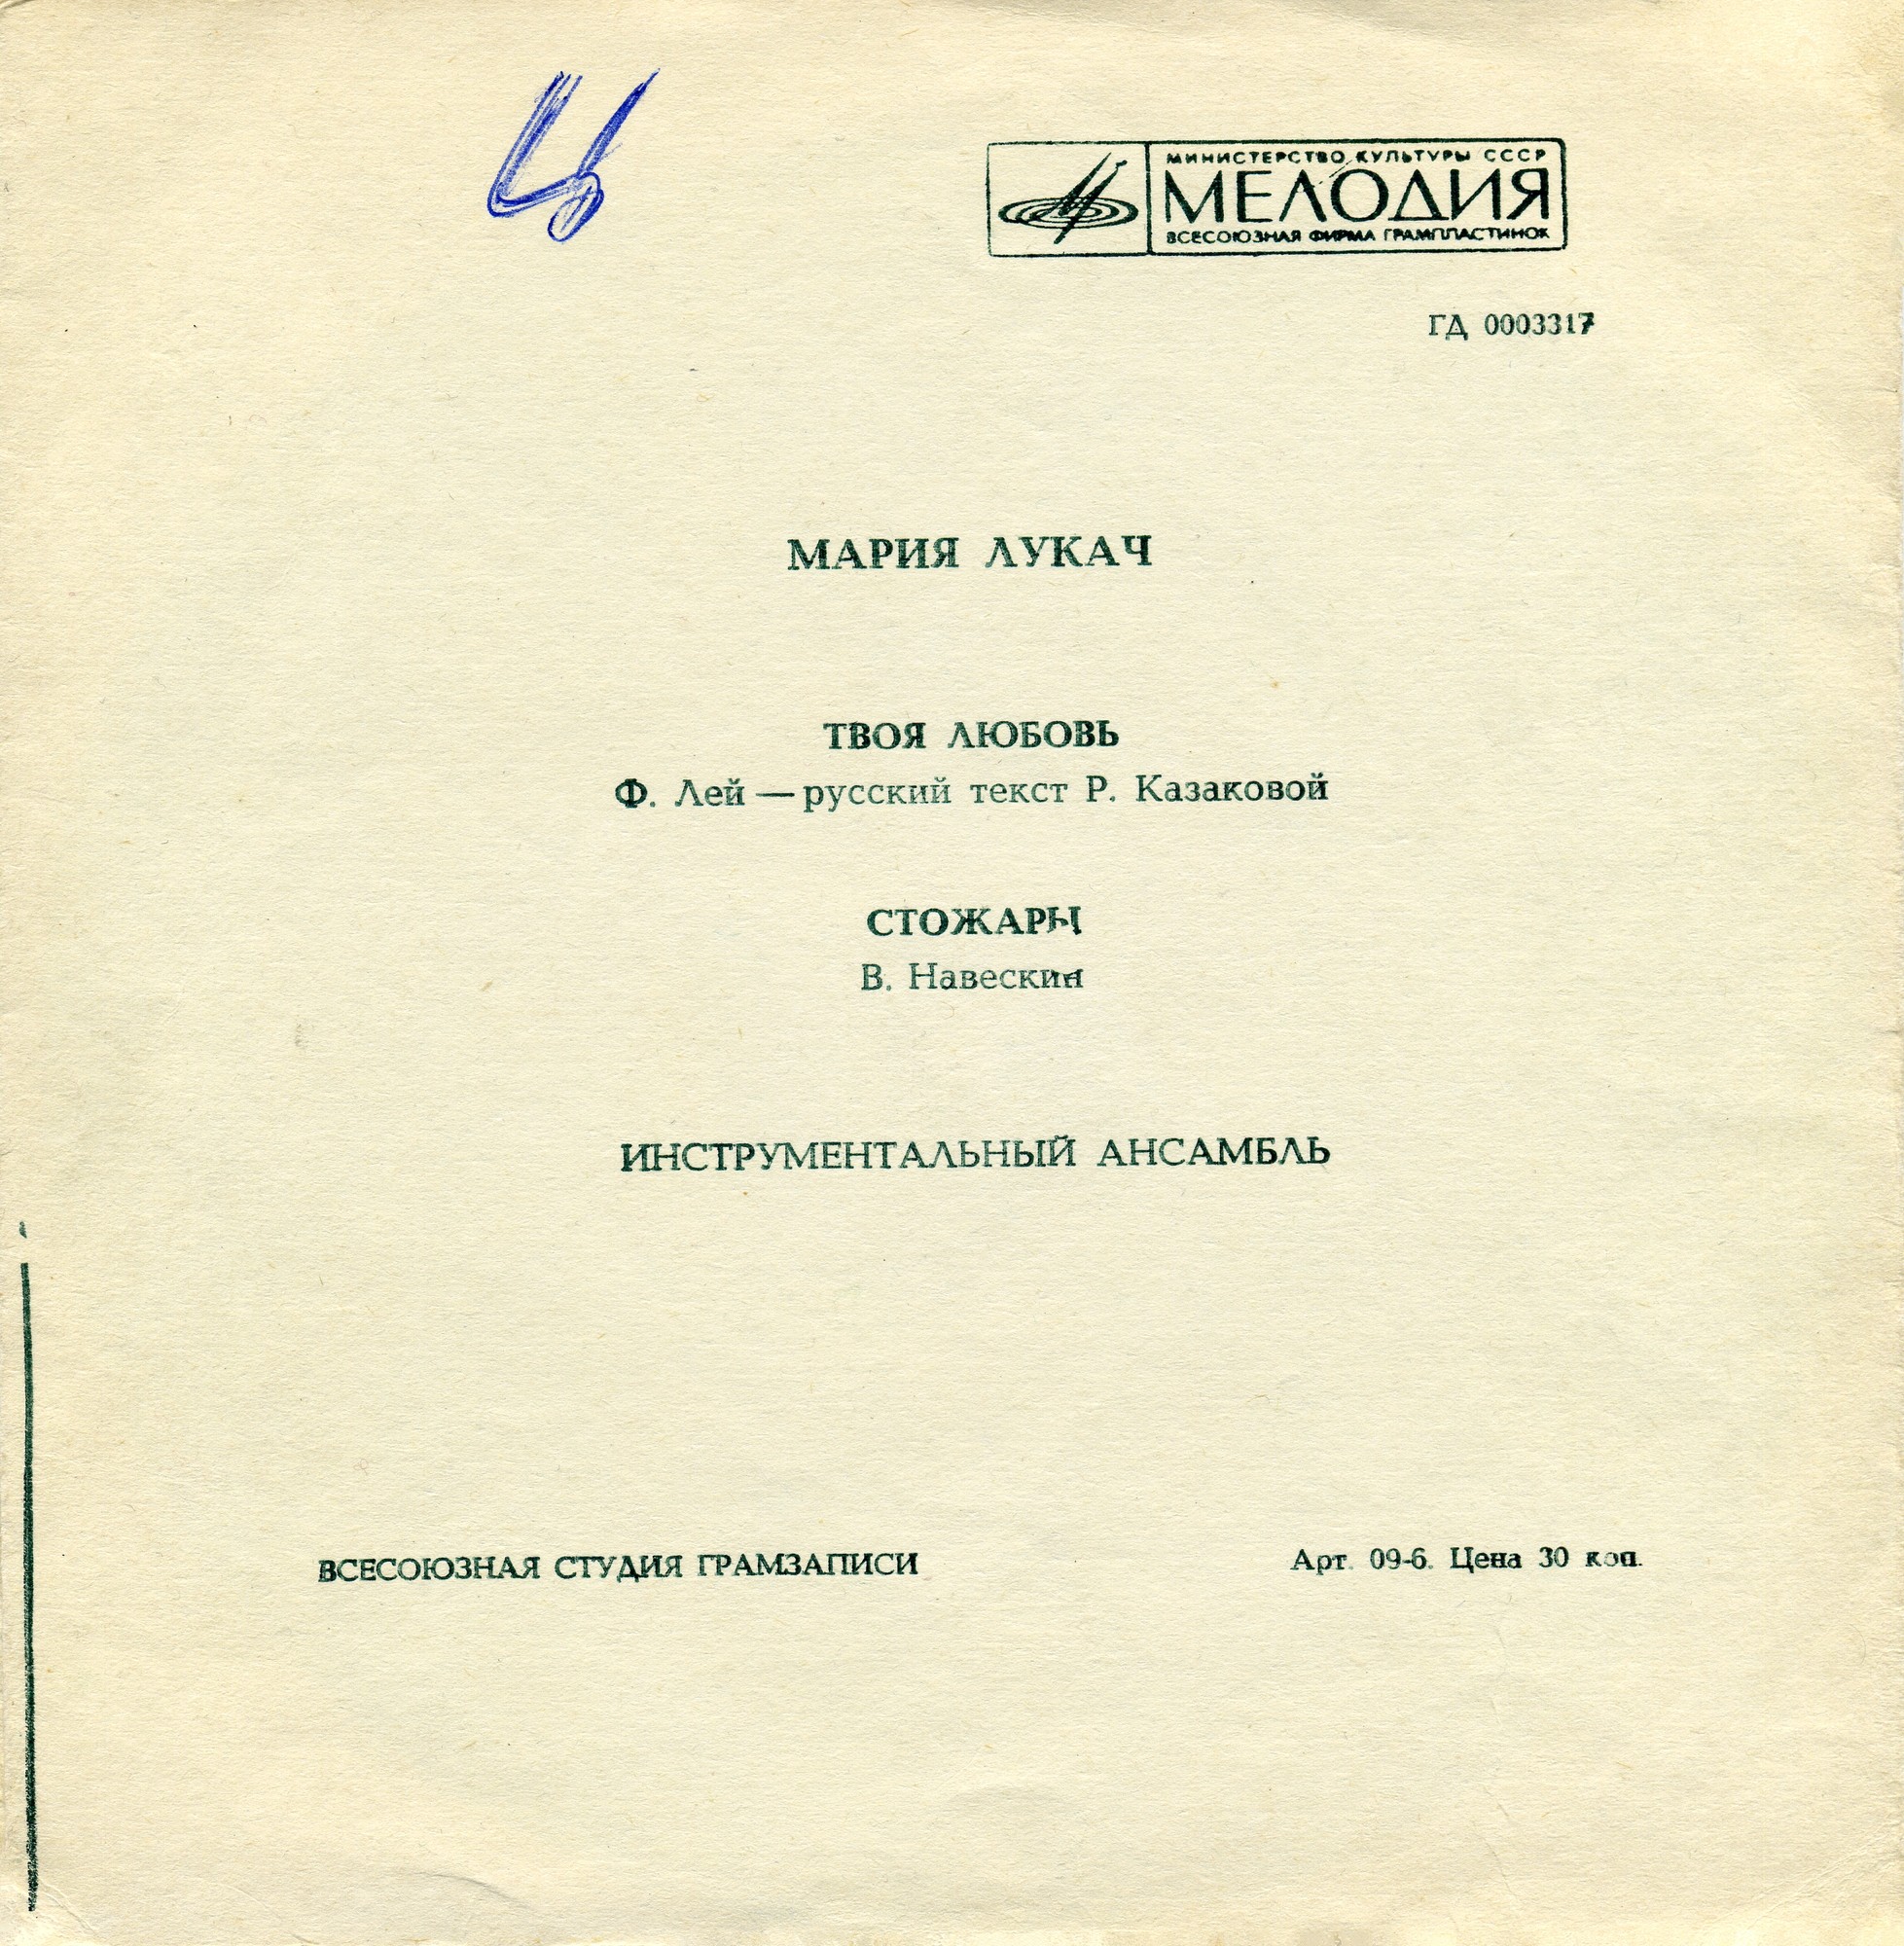 МИНИСТЕРСТВО КУЛЬТУРЫ СССР
МЕЛОДИЯ
ВСЕСОЮЗНАЯ ФИРМА ГРАМПЛАСТИНОК
ГД 0003317
МАРИЯ ЛУКАЧ
ТВОЯ ЛЮБОВЬ
Ф. Лей — русский текст Р. Казаковой
СТОЖАРЫ
В. Навескин
ИНСТРУМЕНТАЛЬНЫЙ АНСАМБЛЬ
ВСЕСОЮЗНАЯ СТУДИЯ ГРАМЗАПИСИ
Арт. 09-6. Цена 30 коп.